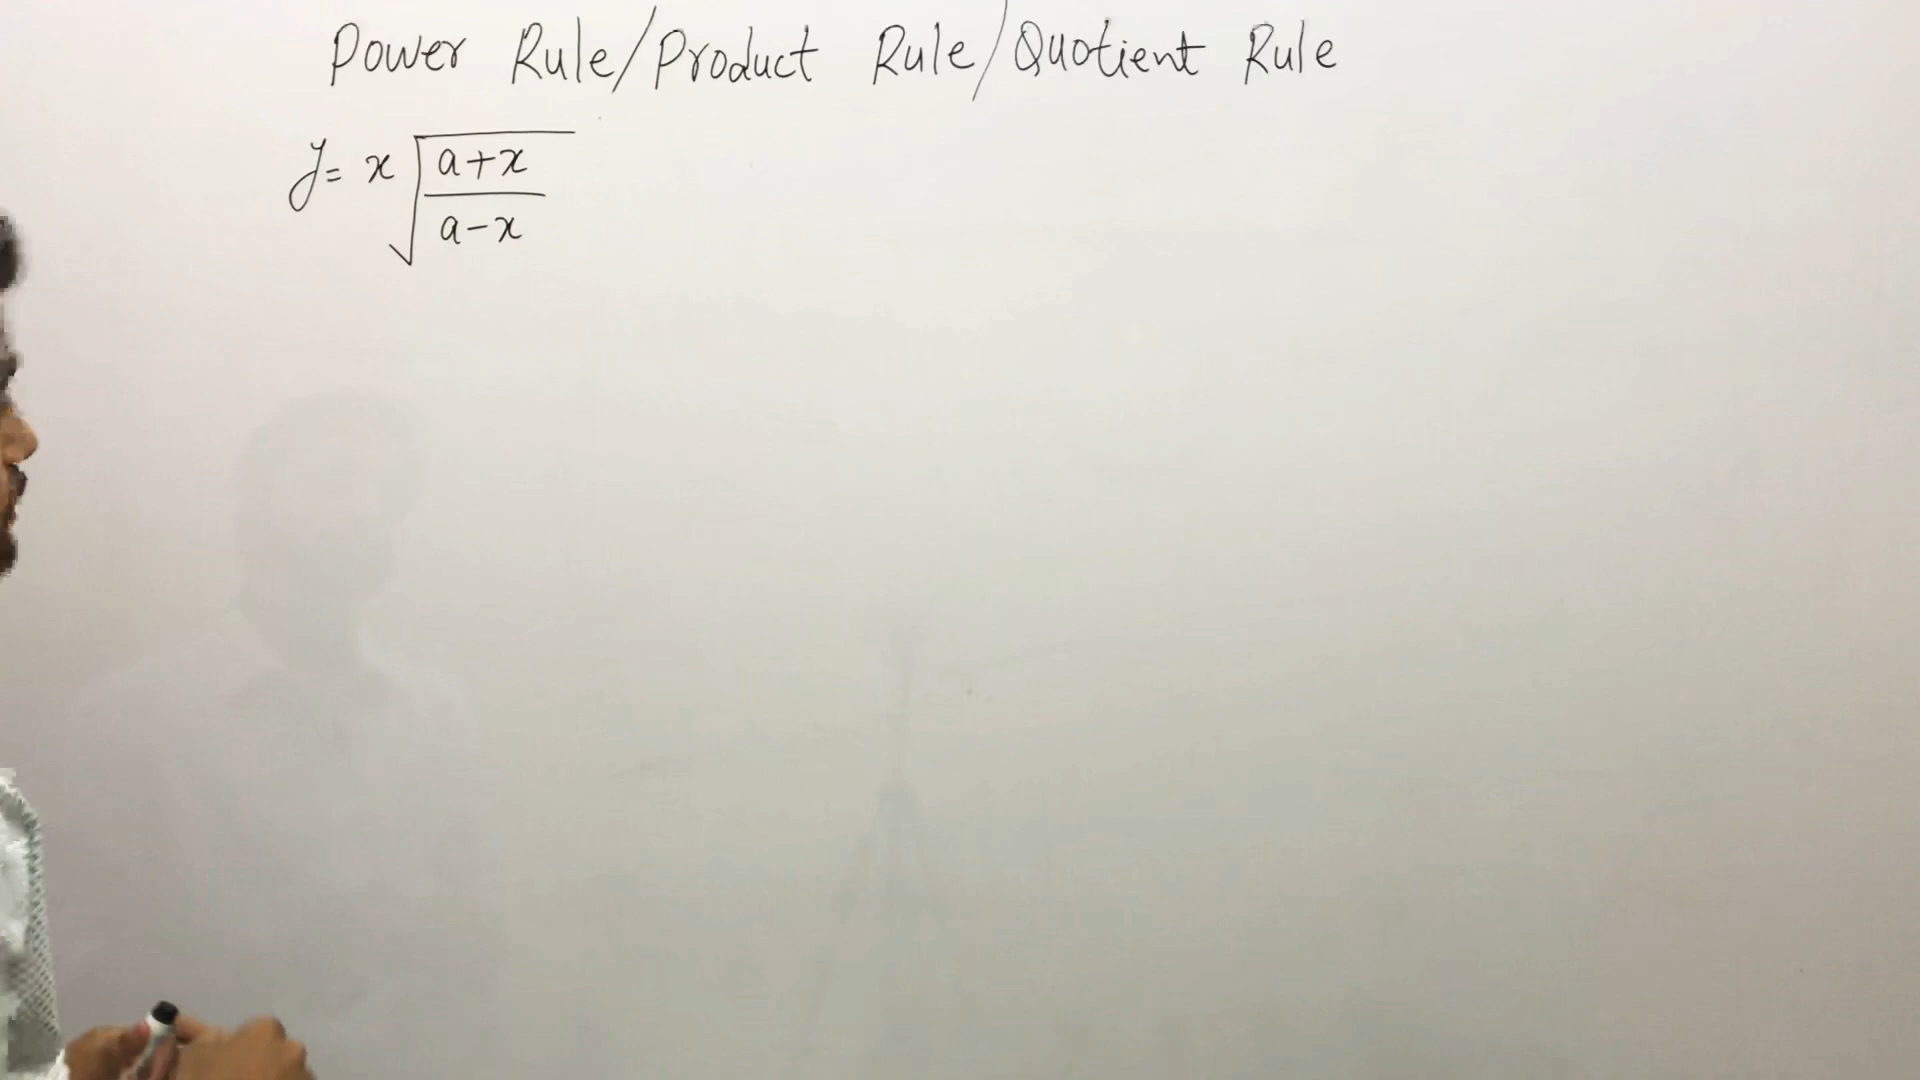 Power Rule/Product Rule/Quotient Rule
y = x √(a+x / a-x)